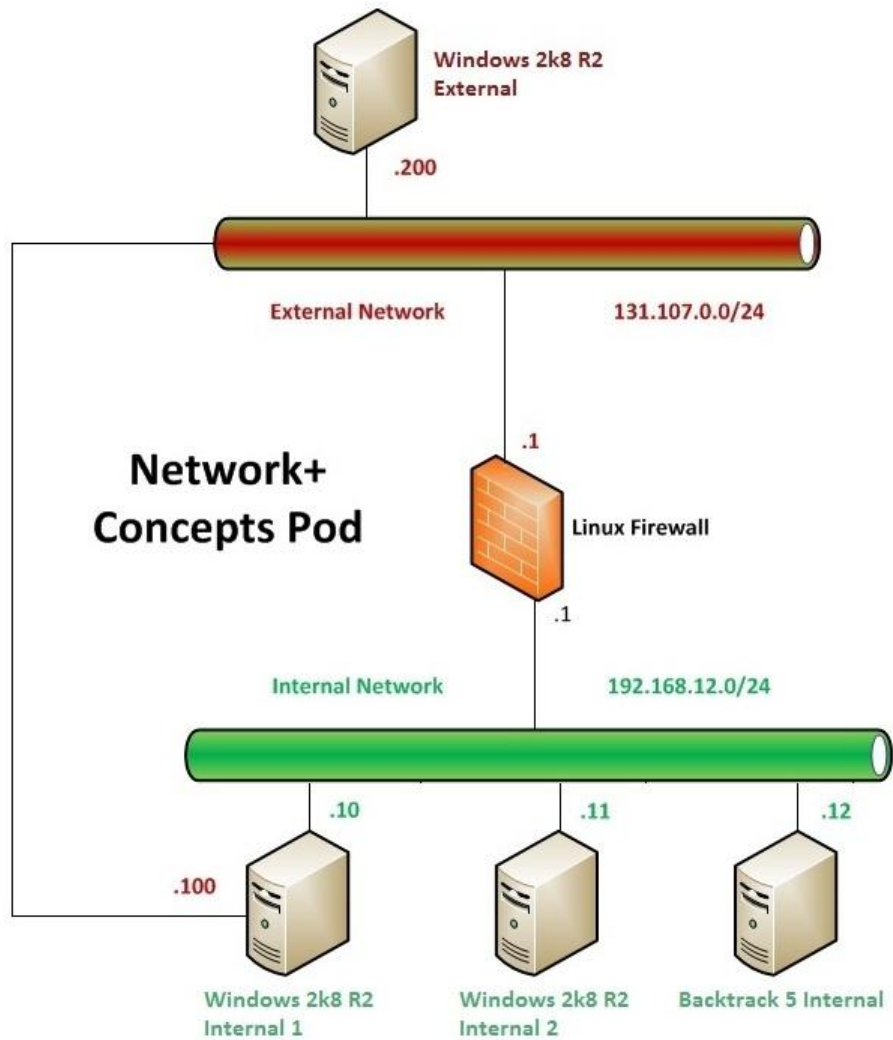 Windows 2k8 R2
External
.200
External Network
131.107.0.0/24
.1
Network+
Concepts Pod
Linux Firewall
.1
Internal Network
192.168.12.0/24
.10
.11
.12
.100
Windows 2k8 R2
Internal 1
Windows 2k8 R2
Internal 2
Backtrack 5 Internal